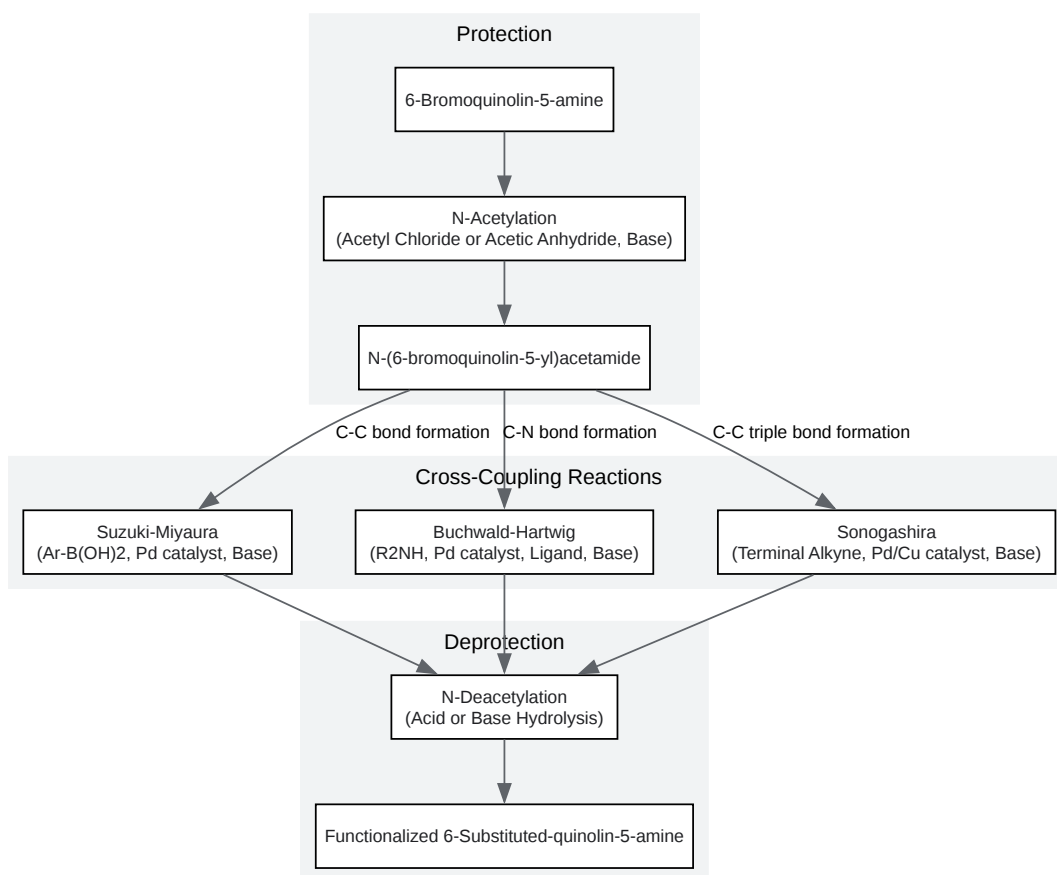 Protection
6-Bromoquinolin-5-amine
N-Acetylation
(Acetyl Chloride or Acetic Anhydride, Base)
N-(6-bromoquinolin-5-yl)acetamide
C-C bond formation
C-N bond formation
C-C triple bond formation
Cross-Coupling Reactions
Suzuki-Miyaura
(Ar-B(OH)2, Pd catalyst, Base)
Buchwald-Hartwig
(R2NH, Pd catalyst, Ligand, Base)
Sonogashira
(Terminal Alkyne, Pd/Cu catalyst, Base)
Deprotection
N-Deacetylation
(Acid or Base Hydrolysis)
Functionalized 6-Substituted-quinolin-5-amine